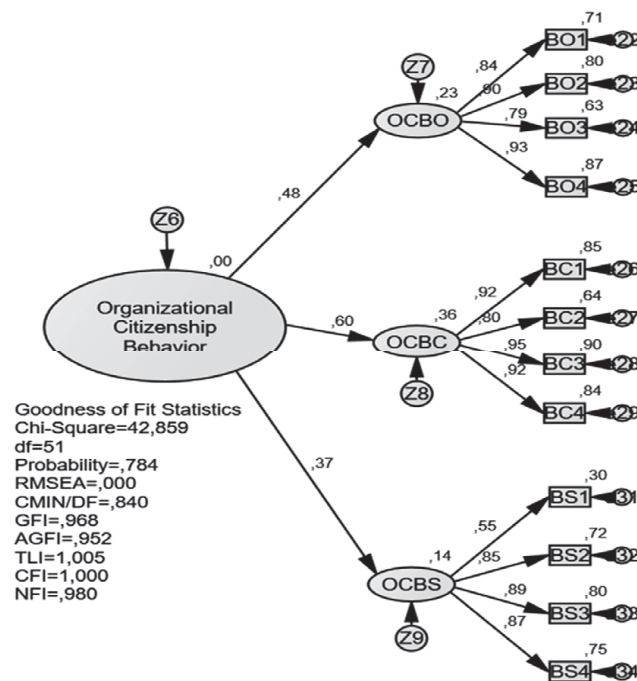 ,71
BO1
,84
Z7
,80
,23
,90
BO2
OCBO
,63
,79
BO3
,93
,87
BO4
,48
Z6
,00
,85
,92
BC1
Organizational
Citizenship
Behavior
,64
,60
,36
,80
BC2
OCBC
,95
,90
BC3
,92
,84
BC4
Z8
Goodness of Fit Statistics
Chi-Square=42,859
df=51
Probability=,784
RMSEA=,000
CMIN/DF=,840
GFI=,968
AGFI=,952
TLI=1,005
CFI=1,000
NFI=,980
,37
,30
,55
BS1
,72
,14
,85
BS2
OCBS
,89
,80
BS3
,87
,75
BS4
Z9